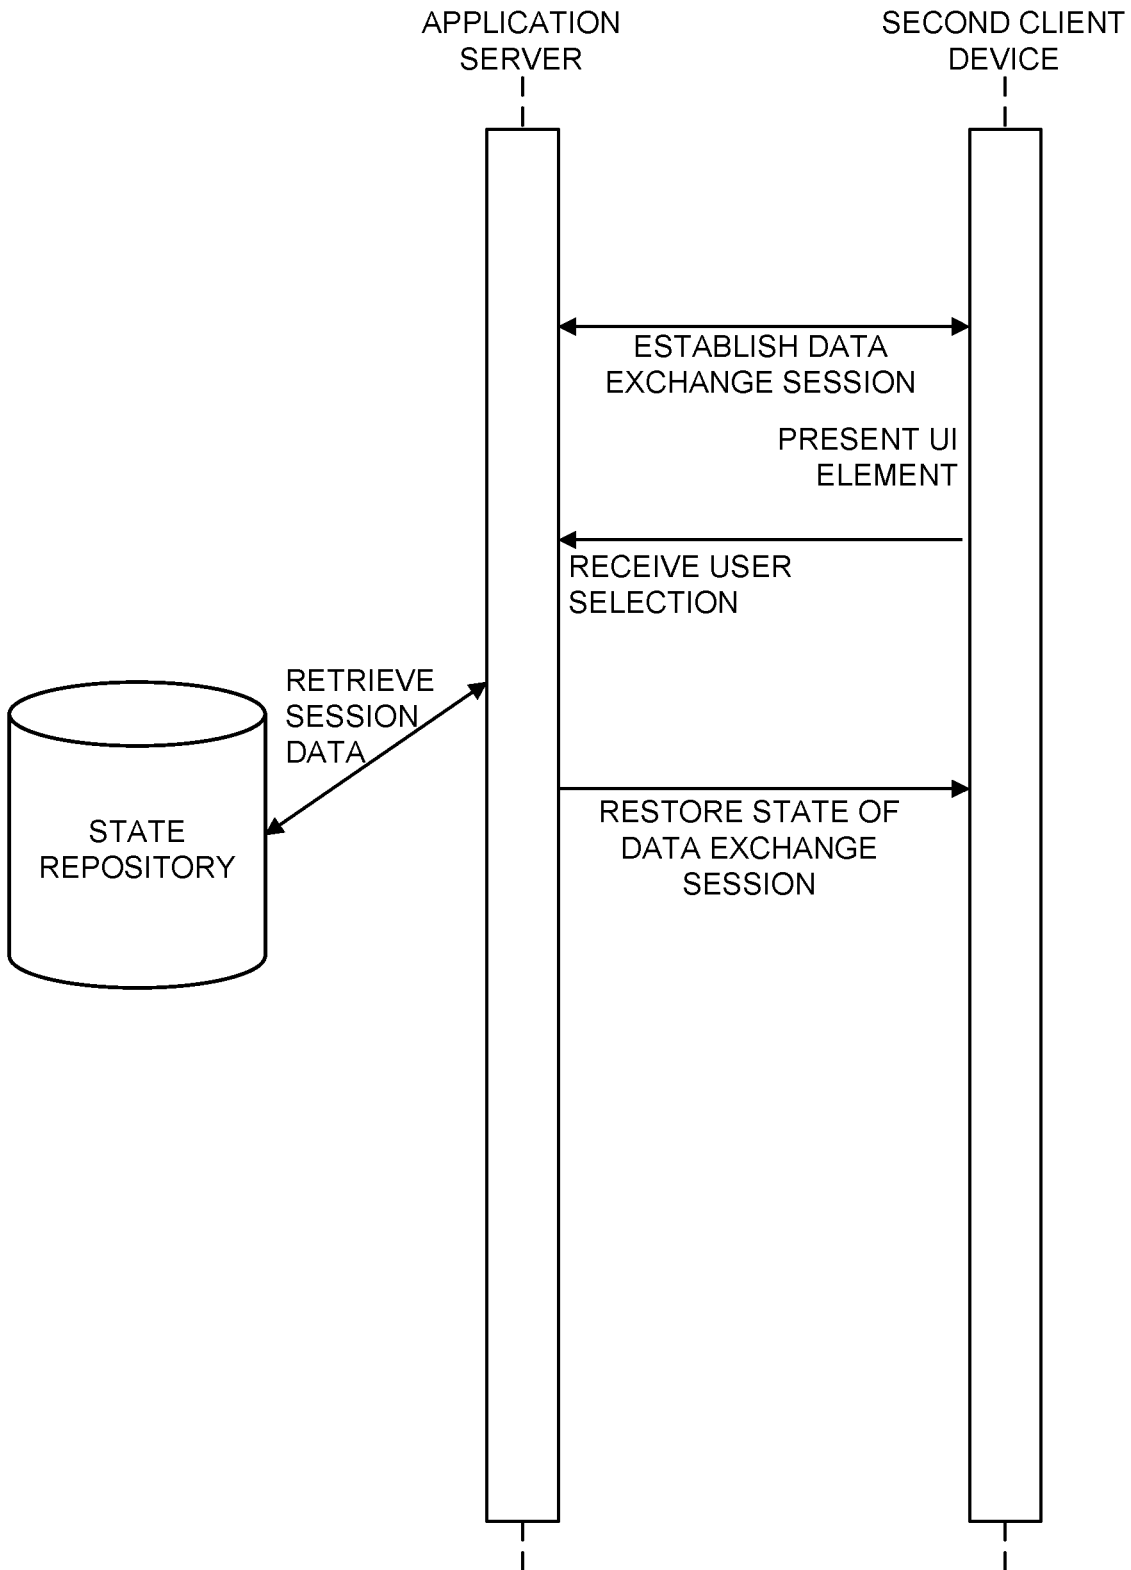 APPLICATION
SERVER
SECOND CLIENT
DEVICE
ESTABLISH DATA
EXCHANGE SESSION
PRESENT UI
ELEMENT
RECEIVE USER
SELECTION
RETRIEVE
SESSION
DATA
STATE
REPOSITORY
RESTORE STATE OF
DATA EXCHANGE
SESSION